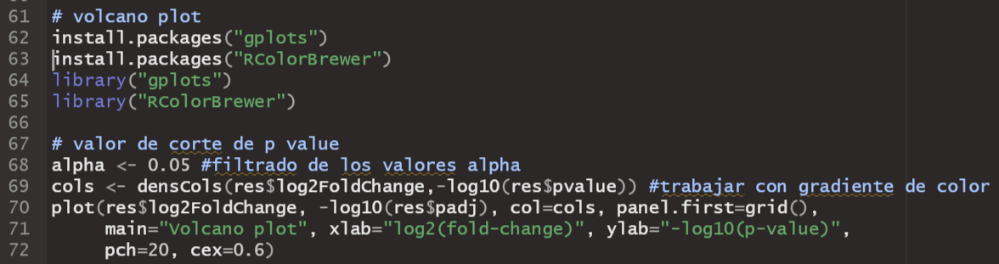 61 # volcano plot
62 install.packages("gplots")
63 install.packages("RColorBrewer")
64 library("gplots")
65 library("RColorBrewer")
66
67 # valor de corte de p value
68 alpha <- 0.05 #filtrado de los valores alpha
69 cols <- densCols(res$log2FoldChange,-log10(res$pvalue)) #trabajar con gradiente de color
70 plot(res$log2FoldChange, -log10(res$padj), col=cols, panel.first=grid(),
71 main="Volcano plot", xlab="log2(fold-change)", ylab="-log10(p-value)",
72 pch=20, cex=0.6)